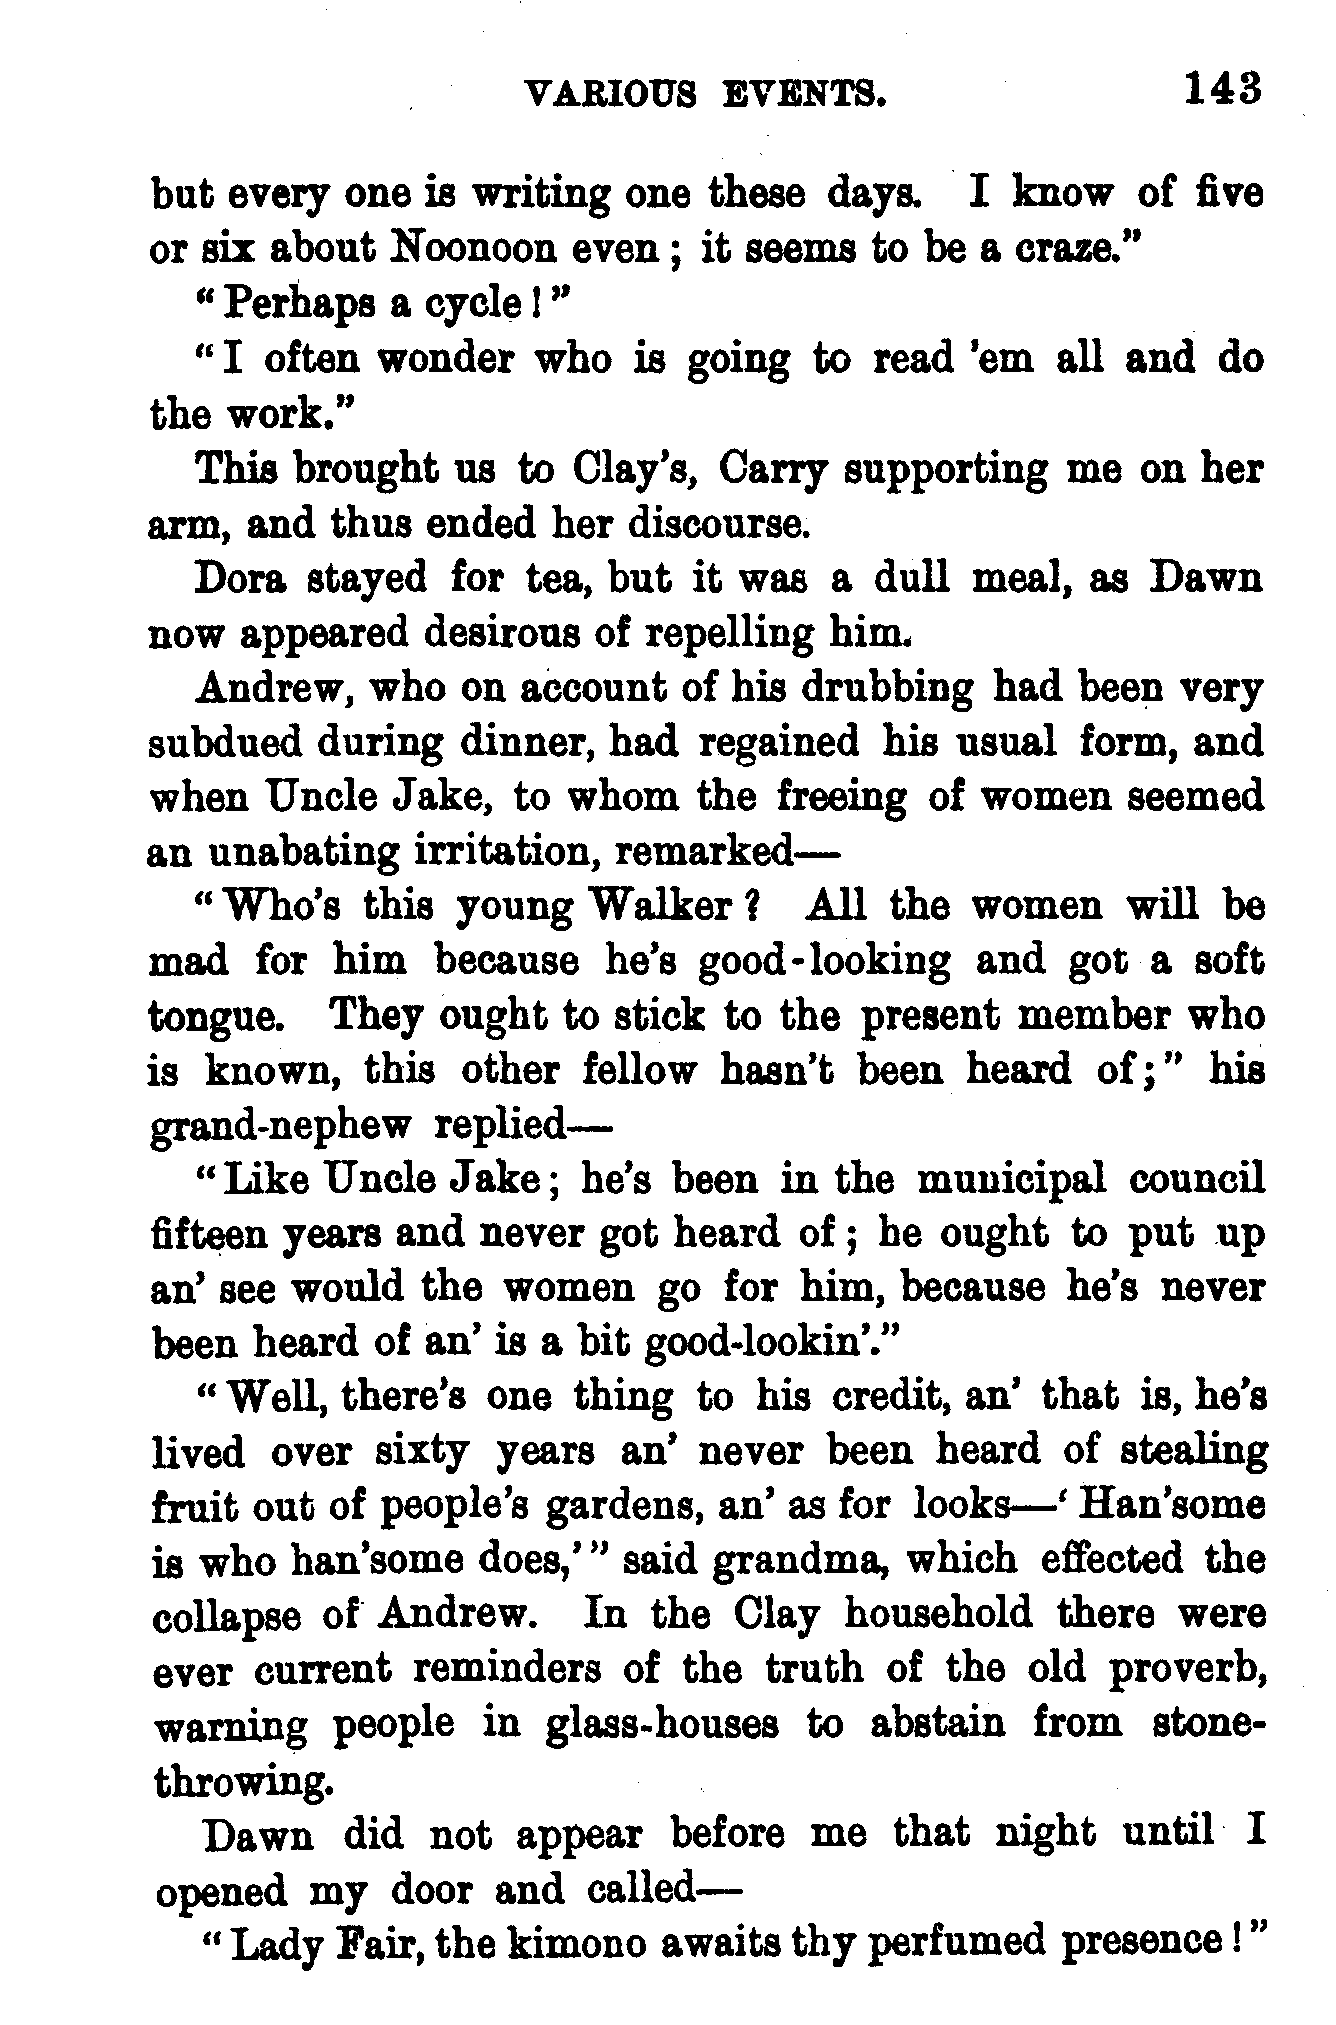 VARIOUS EVENTS. 143
but every one is writing one these days. I know of five
or six about Noonoon even; it seems to be a craze."
"Perhaps a cycle!"
"I often wonder who is going to read 'em all and do
the work."
This brought us to Clay's, Carry supporting me on her
arm, and thus ended her discourse.
Dora stayed for tea, but it was a dull meal, as Dawn
now appeared desirous of repelling him.
Andrew, who on account of his drubbing had been very
subdued during dinner, had regained his usual form, and
when Uncle Jake, to whom the freeing of women seemed
an unabating irritation, remarked—
"Who's this young Walker? All the women will be
mad for him because he's good-looking and got a soft
tongue. They ought to stick to the present member who
is known, this other fellow hasn't been heard of;" his
grand-nephew replied—
"Like Uncle Jake; he's been in the municipal council
fifteen years and never got heard of; he ought to put up
an' see would the women go for him, because he's never
been heard of an' is a bit good-lookin'."
"Well, there's one thing to his credit, an' that is, he's
lived over sixty years an' never been heard of stealing
fruit out of people's gardens, an' as for looks—'Han'some
is who han'some does,'" said grandma, which effected the
collapse of Andrew. In the Clay household there were
ever current reminders of the truth of the old proverb,
warning people in glass-houses to abstain from stone-
throwing.
Dawn did not appear before me that night until I
opened my door and called—
"Lady Fair, the kimono awaits thy perfumed presence!"